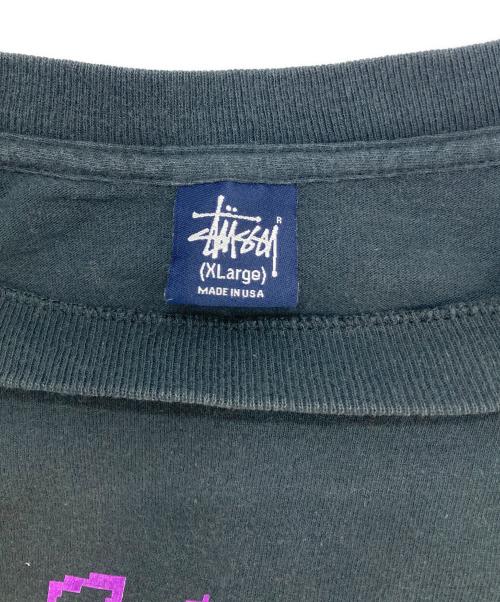 Stüssy
R
(XLarge)
MADE IN USA